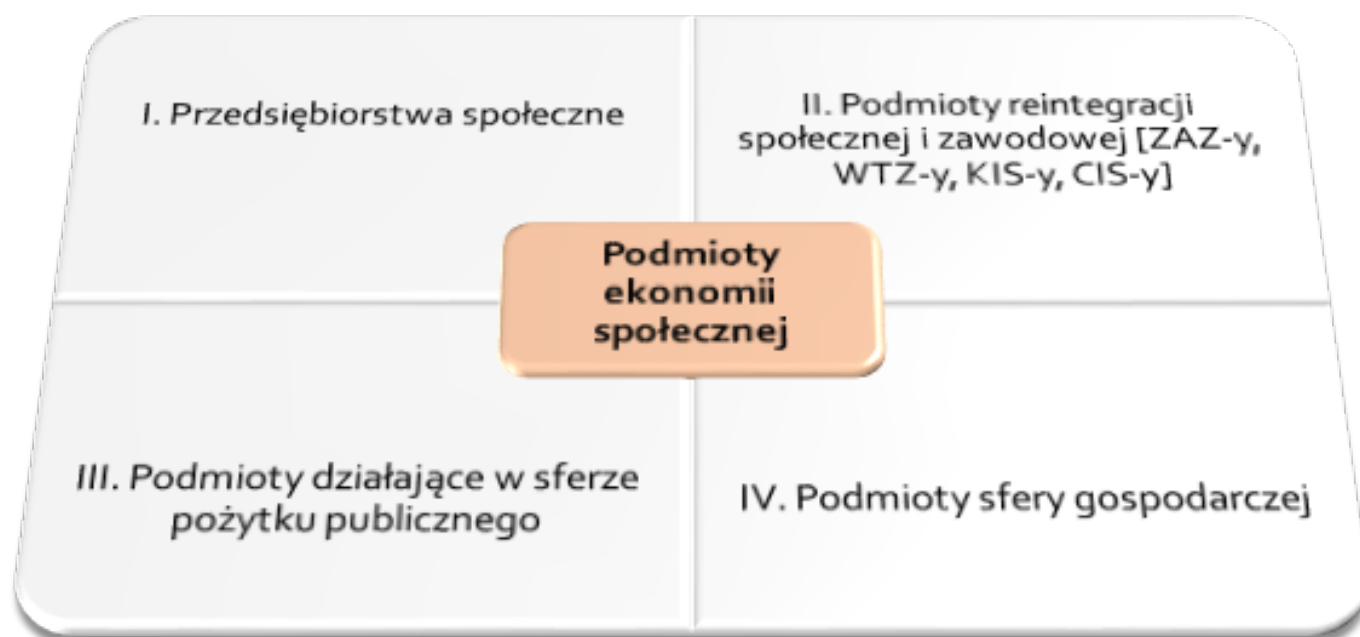 I. Przedsiębiorstwa społeczne
II. Podmioty reintegracji
społecznej i zawodowej [ZAZ-y,
WTZ-y, KIS-y, CIS-y]
Podmioty
ekonomii
społecznej
III. Podmioty działające w sferze
pożytku publicznego
IV. Podmioty sfery gospodarczej